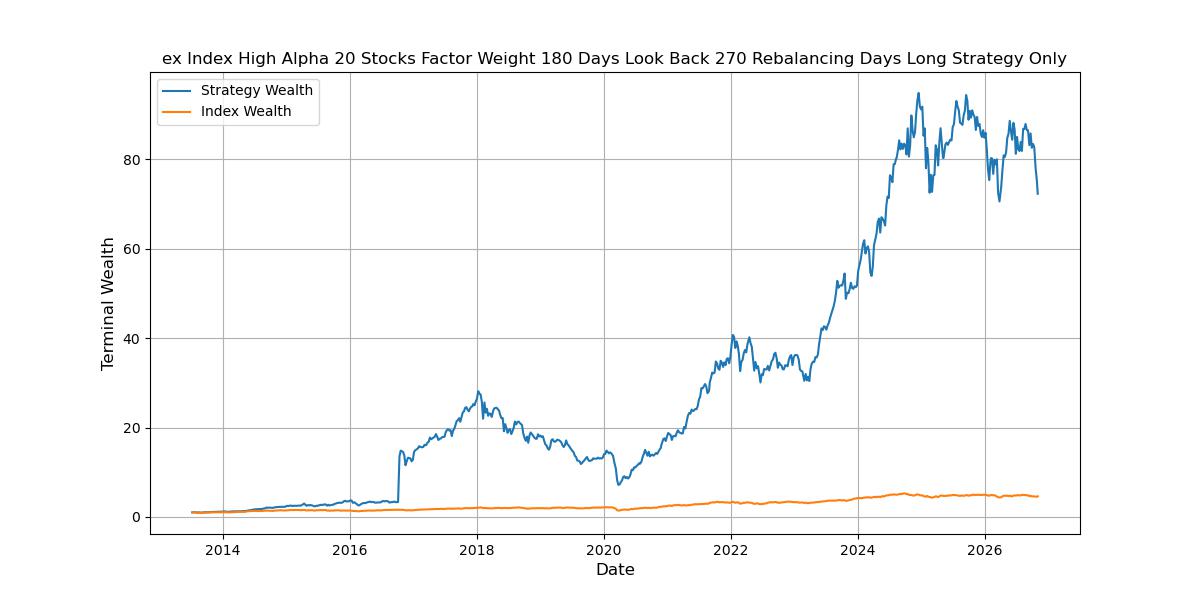 ex Index High Alpha 20 Stocks Factor Weight 180 Days Look Back 270 Rebalancing Days Long Strategy Only
Strategy Wealth
Index Wealth
Terminal Wealth
80
60
40
20
0
2014 2016 2018 2020 2022 2024 2026
Date